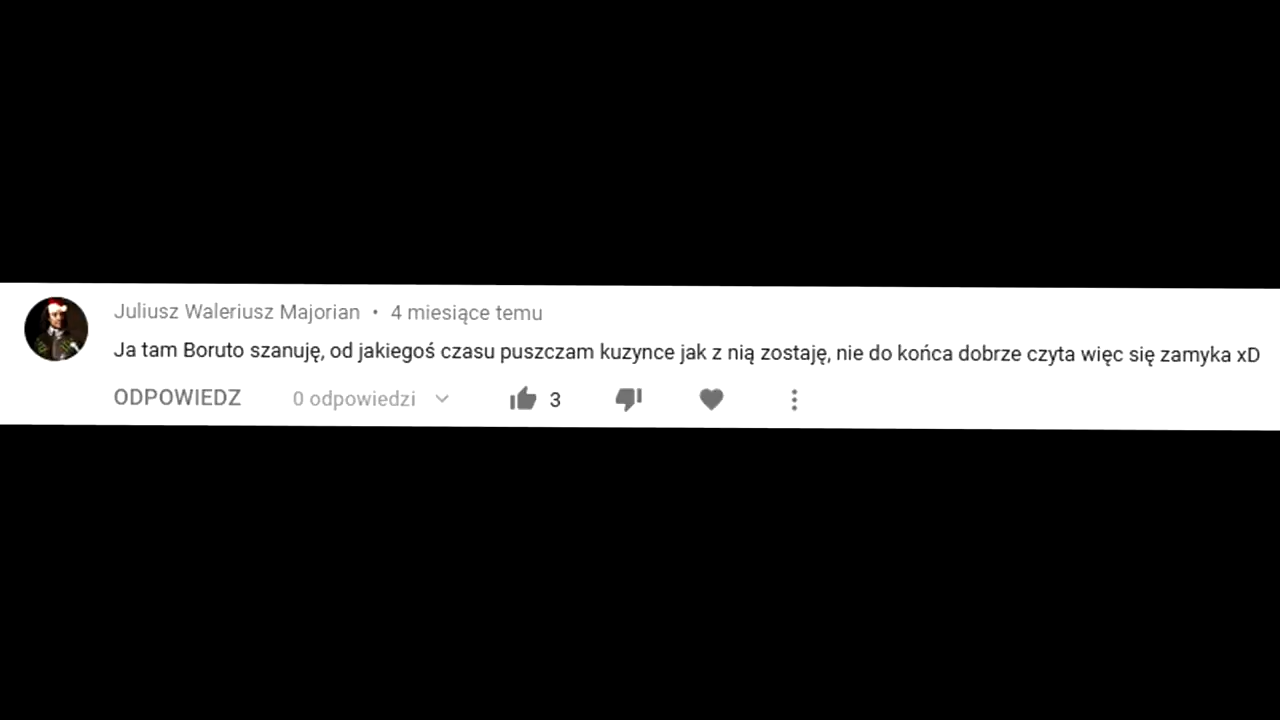 Juliusz Waleriusz Majorian • 4 miesiące temu
Ja tam Boruto szanuję, od jakiegoś czasu puszczam kuzynce jak z nią zostaję, nie do końca dobrze czyta więc się zamyka xD
ODPOWIEDZ 0 odpowiedzi 3